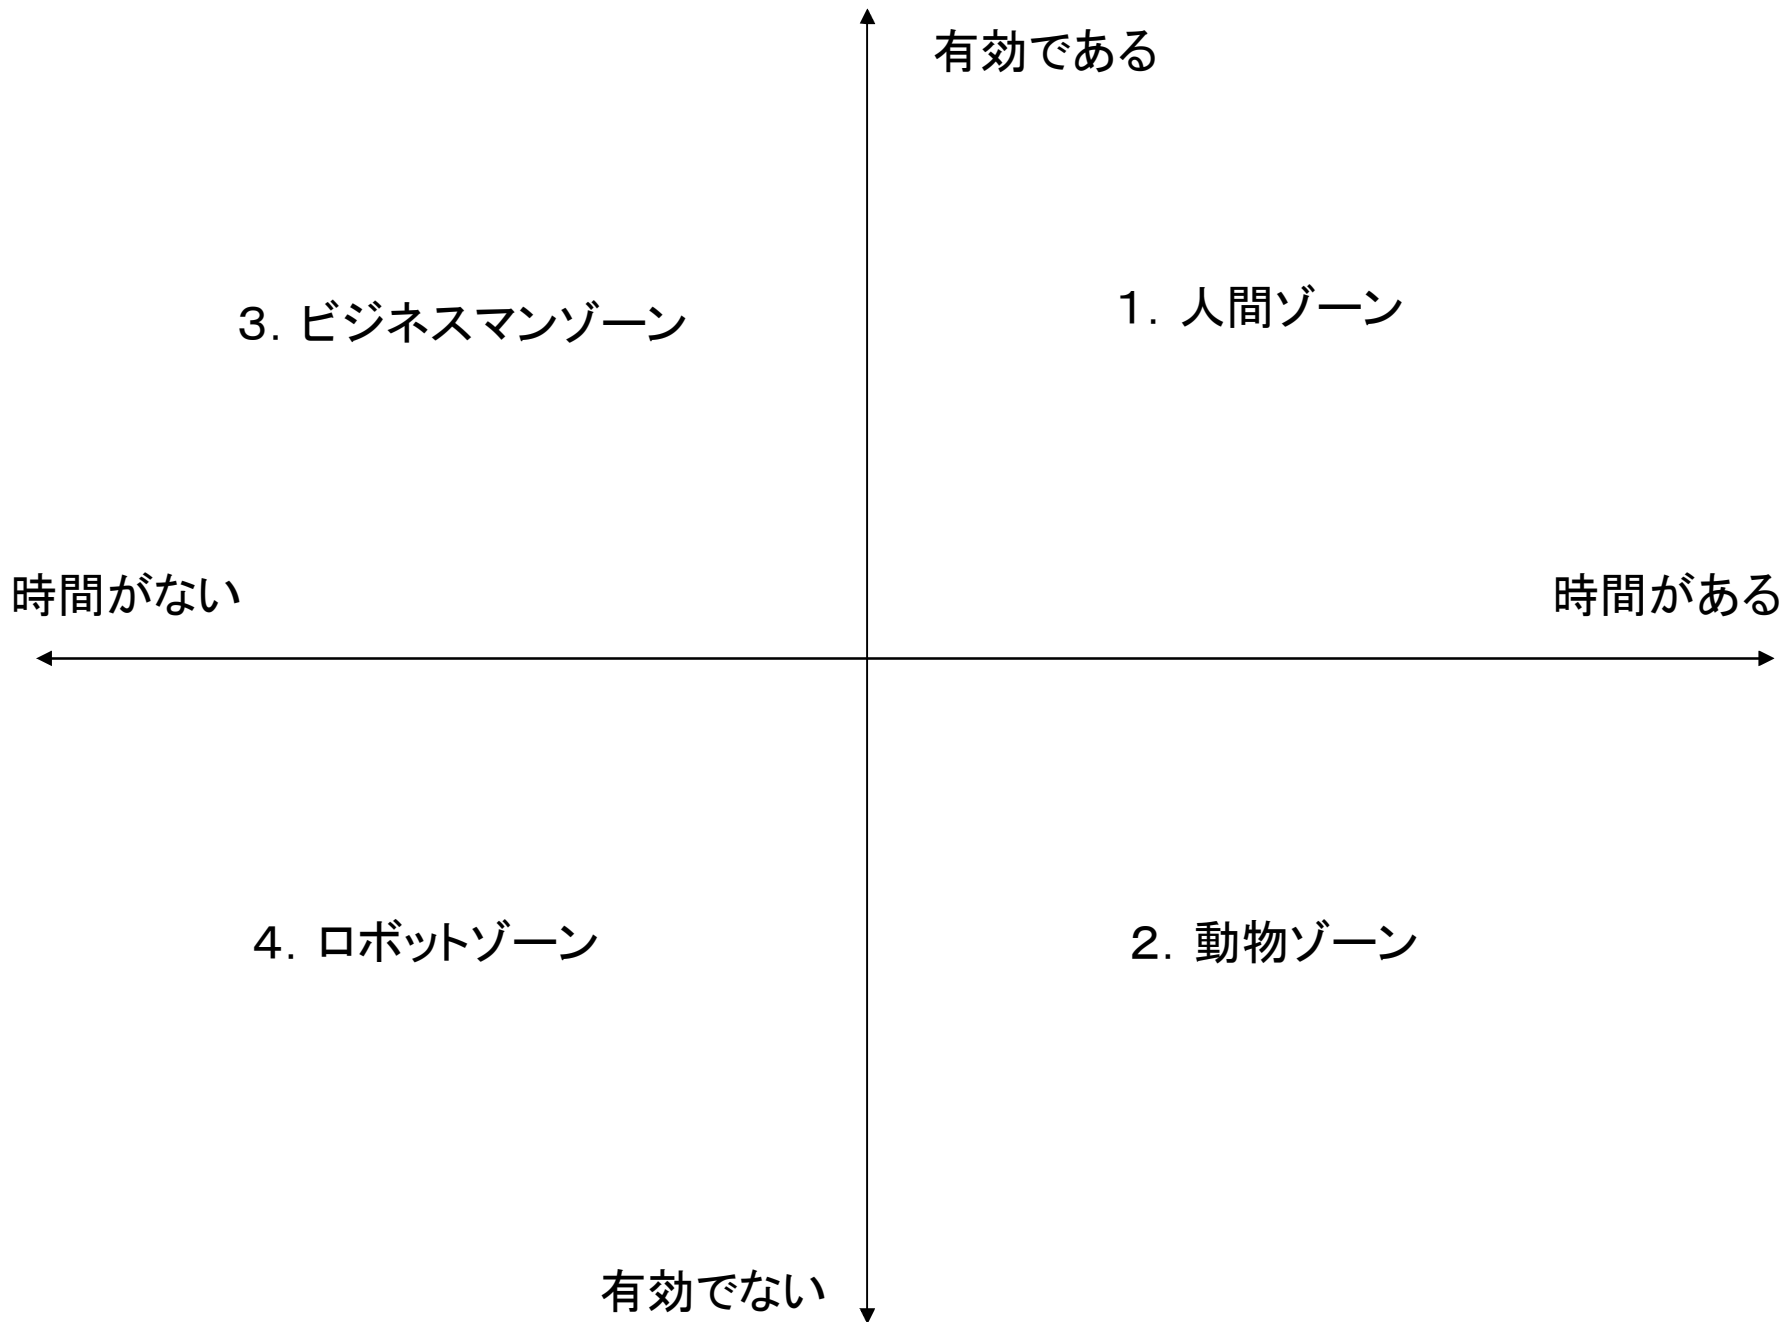 有効である
3. ビジネスマンゾーン
1. 人間ゾーン
時間がない
時間がある
4. ロボットゾーン
2. 動物ゾーン
有効でない